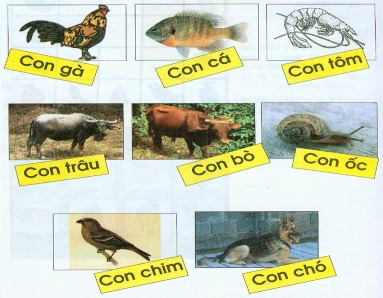 Con gà
Con cá
Con tôm
Con trâu
Con bò
Con ốc
Con chim
Con chó